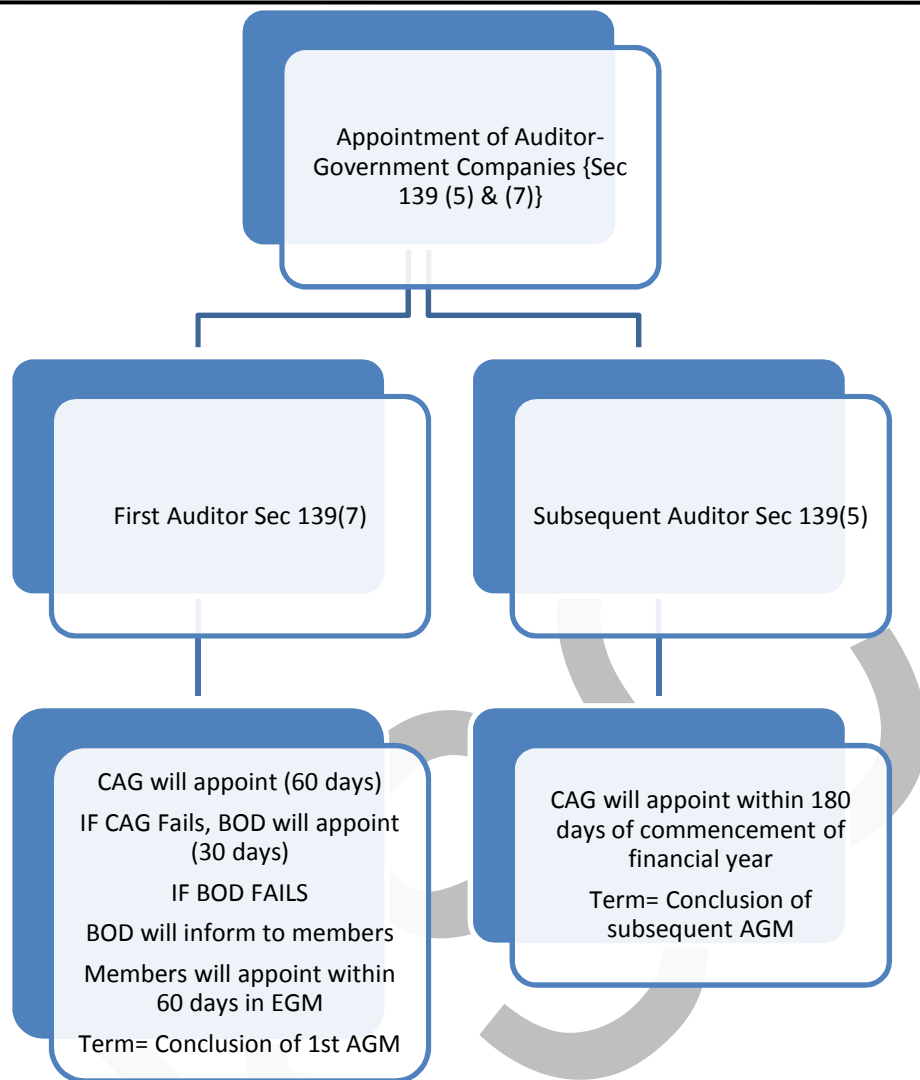 Appointment of Auditor-
Government Companies {Sec
139 (5) & (7)}
First Auditor Sec 139(7)
Subsequent Auditor Sec 139(5)
CAG will appoint (60 days)
IF CAG Fails, BOD will appoint
(30 days)
IF BOD FAILS
BOD will inform to members
Members will appoint within
60 days in EGM
Term= Conclusion of 1st AGM
CAG will appoint within 180
days of commencement of
financial year
Term= Conclusion of
subsequent AGM